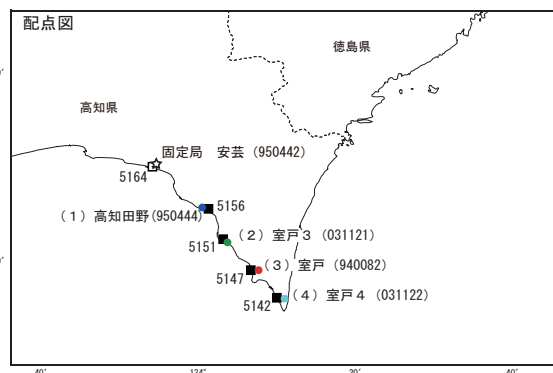 配点図
徳島県
高知県
固定局　安芸（950442）
5164
5156
（１）高知田野(950444)
（２）室戸３（031121）
5151
（３）室戸（940082）
5147
（４）室戸４（031122）
5142
134°
30′